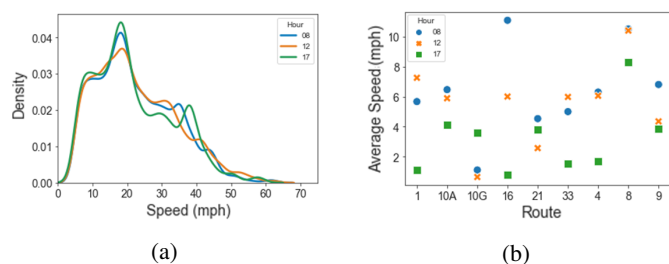 Hour
08
12
17
Density
0.04
0.03
0.02
0.01
0.00
0 10 20 30 40 50 60 70
Speed (mph)
(a)
Hour
08
12
17
Average Speed (mph)
10
8
6
4
2
1 10A 10G 16 21 33 4 8 9
Route
(b)